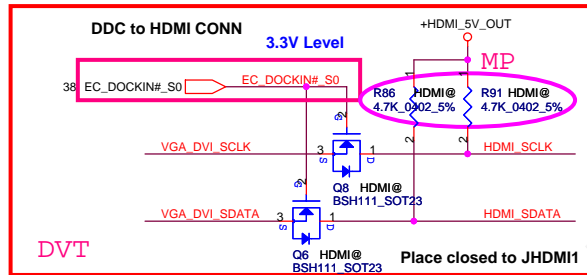 DDC to HDMI CONN
+HDMI_5V_OUT
3.3V Level
MP
38 EC_DOCKIN#_S0 EC_DOCKIN#_S0
R86 HDMI@
4.7K_0402_5%
R91 HDMI@
4.7K_0402_5%
1 1
2 2
2
G
VGA_DVI_SCLK 3 S D 1 HDMI_SCLK
Q8 HDMI@
BSH111_SOT23
2
G
VGA_DVI_SDATA 3 S D 1 HDMI_SDATA
Q6 HDMI@
BSH111_SOT23
DVT
Place closed to JHDMI1